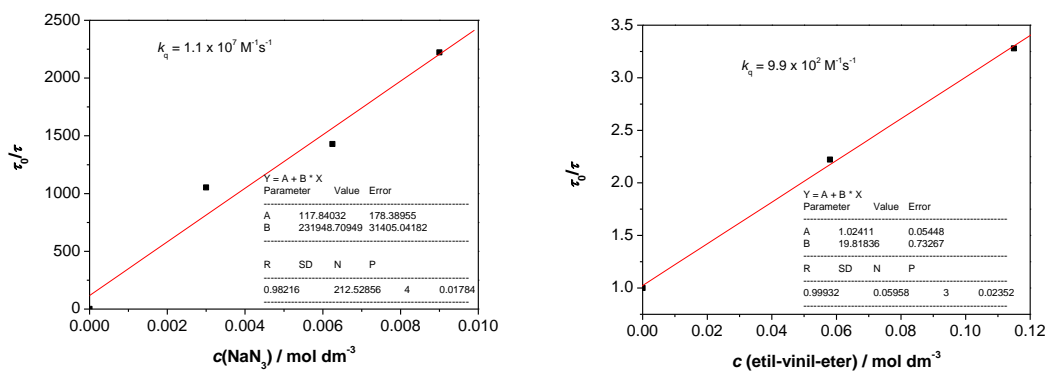 k_q = 1.1 x 10^7 M^-1s^-1
τ_0/τ
2500
2000
1500
1000
500
0
Y = A + B * X
Parameter Value Error
A 117.84032 178.38955
B 231948.70949 31405.04182
R SD N P
0.98216 212.52856 4 0.01784
0.000 0.002 0.004 0.006 0.008 0.010
c(NaN_3) / mol dm^-3
k_q = 9.9 x 10^2 M^-1s^-1
τ_0/τ
3.5
3.0
2.5
2.0
1.5
1.0
Y = A + B * X
Parameter Value Error
A 1.02411 0.05448
B 19.81836 0.73267
R SD N P
0.99932 0.05958 3 0.02352
0.00 0.02 0.04 0.06 0.08 0.10 0.12
c (etil-vinil-eter) / mol dm^-3